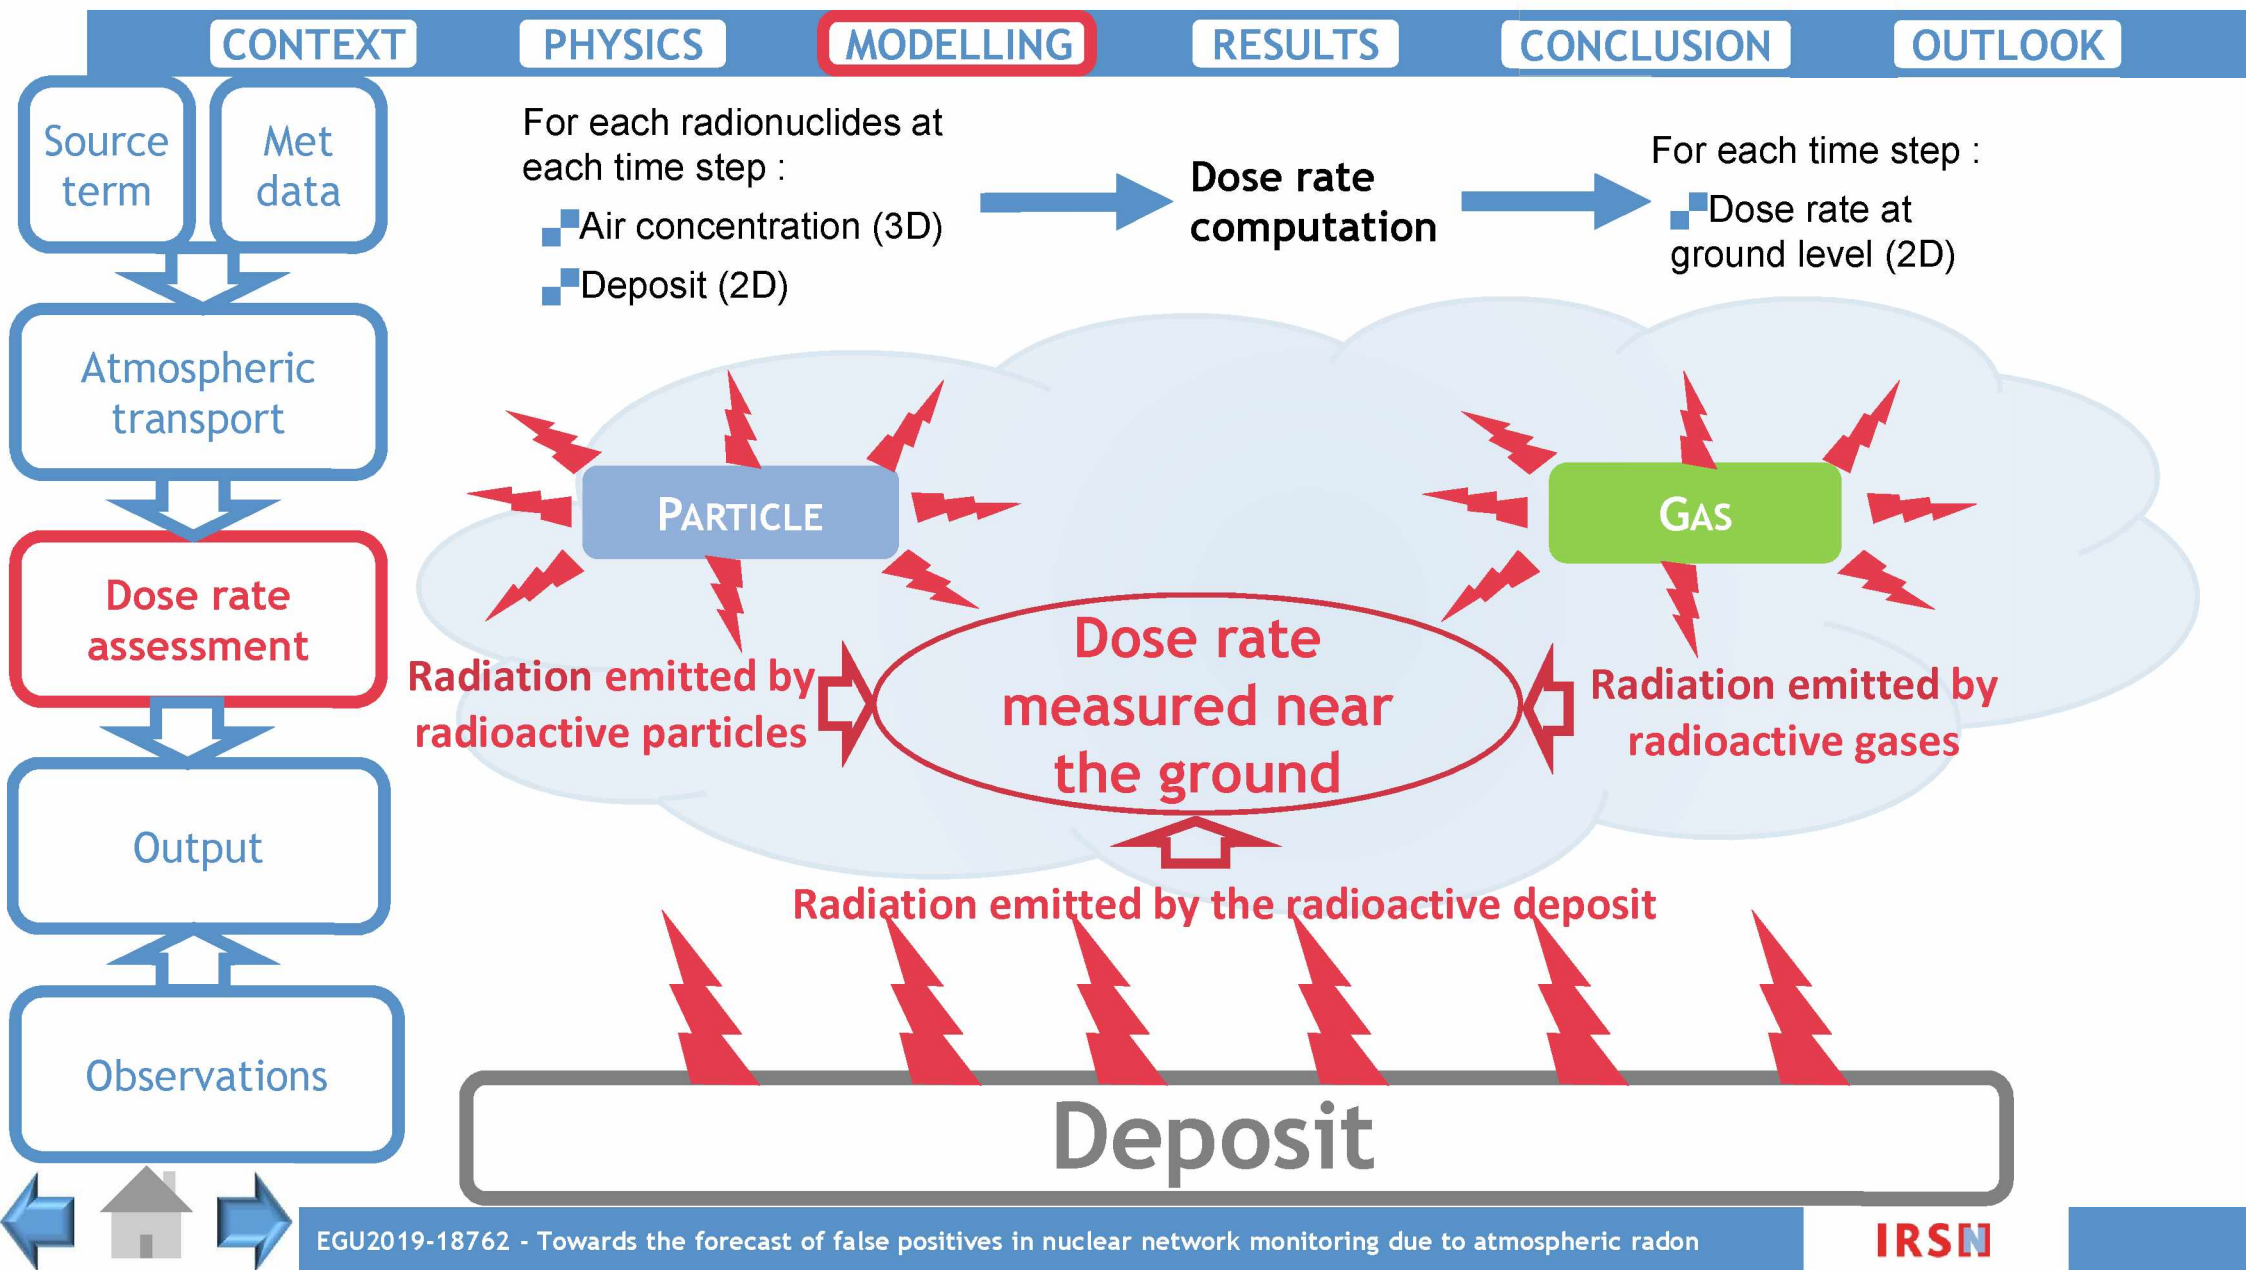 CONTEXT
PHYSICS
MODELLING
RESULTS
CONCLUSION
OUTLOOK
Source
term
Met
data
Atmospheric
transport
Dose rate
assessment
Output
Observations
For each radionuclides at
each time step :
Air concentration (3D)
Deposit (2D)
Dose rate
computation
For each time step :
Dose rate at
ground level (2D)
PARTICLE
GAS
Radiation emitted by
radioactive particles
Dose rate
measured near
the ground
Radiation emitted by
radioactive gases
Radiation emitted by the radioactive deposit
Deposit
EGU2019-18762 - Towards the forecast of false positives in nuclear network monitoring due to atmospheric radon
IRSN